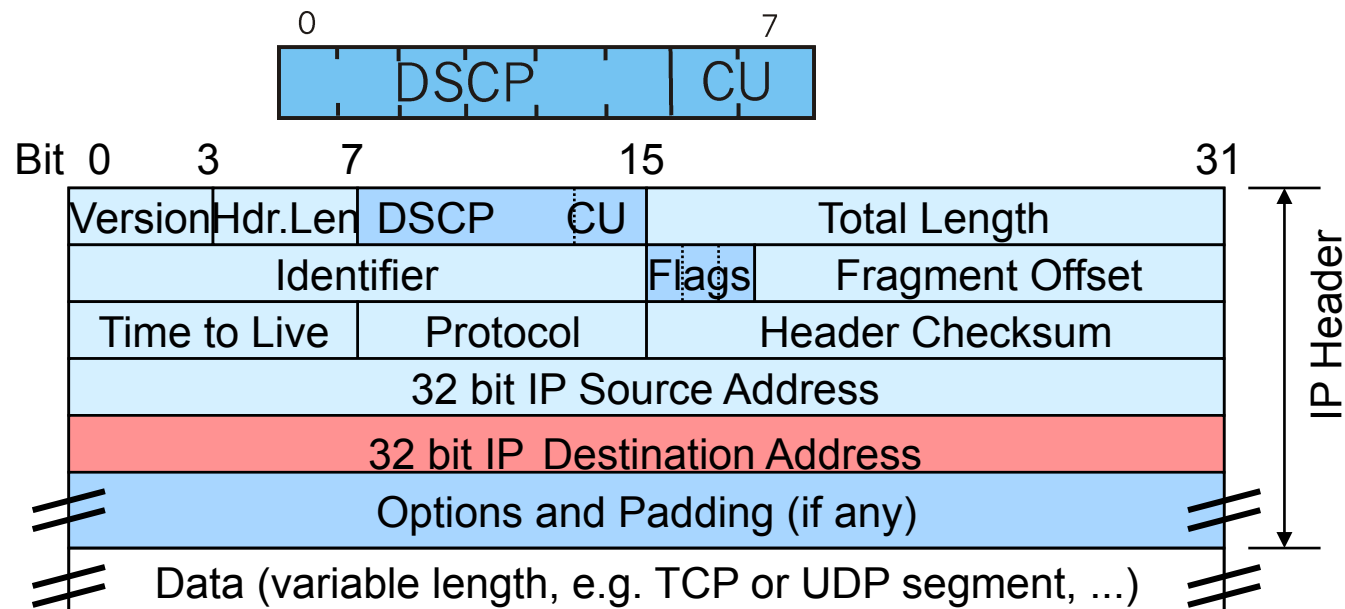 0 7
DSCP CU
Bit 0 3 7 15 31
Version Hdr.Len DSCP CU Total Length
Identifier Flags Fragment Offset
Time to Live Protocol Header Checksum
32 bit IP Source Address
32 bit IP Destination Address
Options and Padding (if any)
Data (variable length, e.g. TCP or UDP segment, ...)
IP Header